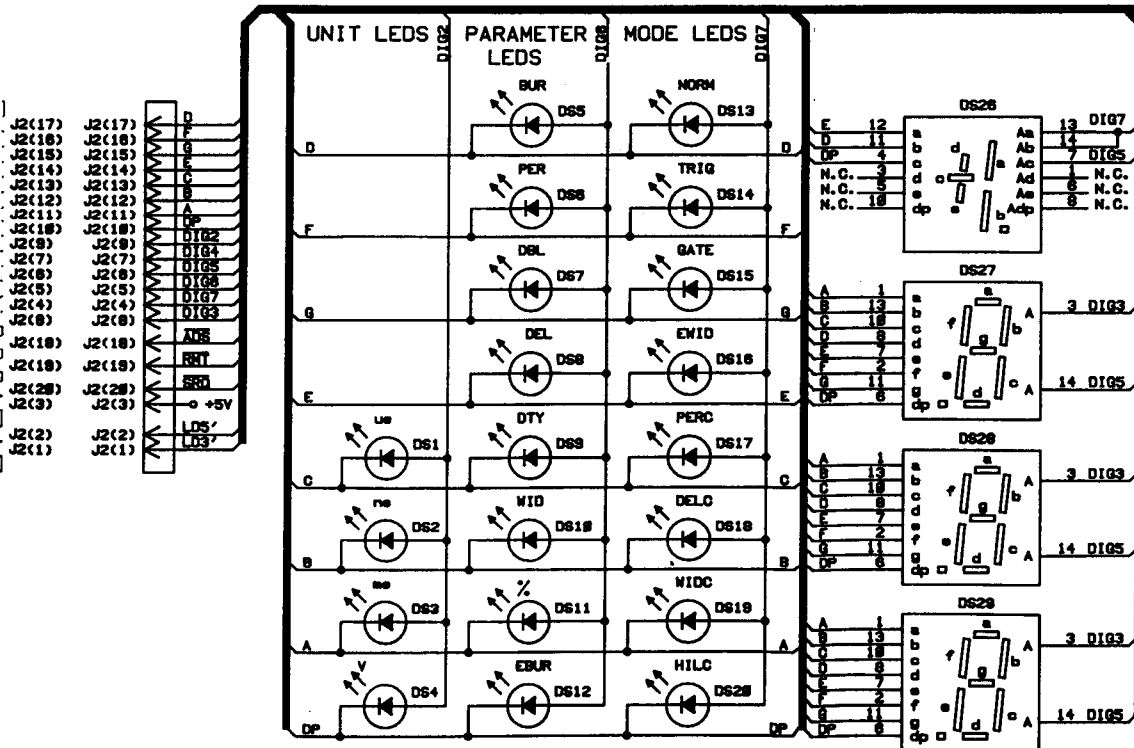 UNIT LEDS DIG2 PARAMETER LEDS DIG6 MODE LEDS DIG7
BUR DS5 NORM DS13
D D
PER DS6 TRIG DS14
F F
DBL DS7 GATE DS15
G G
DEL DS8 EWID DS16
E E
us DS1 DTY DS9 PERC DS17
C C
ns DS2 WID DS10 DELC DS18
B B
ms DS3 % DS11 WIDC DS19
A A
V DS4 EBUR DS12 HILC DS20
DP DP
J2(17) J2(17) D
J2(16) J2(16) F
J2(15) J2(15) G
J2(14) J2(14) E
J2(13) J2(13) C
J2(12) J2(12) B
J2(11) J2(11) A
J2(10) J2(10) DP
J2(9) J2(9) DIG2
J2(7) J2(7) DIG4
J2(6) J2(6) DIG5
J2(5) J2(5) DIG6
J2(4) J2(4) DIG7
J2(8) J2(8) DIG3
J2(18) J2(18) ADS
J2(19) J2(19) RMT
J2(20) J2(20) SRQ
J2(3) J2(3) +5V
J2(2) J2(2) LD5'
J2(1) J2(1) LD3'
DS26
E 12 a Aa 13 DIG7
D 11 b Ab 14
DP 4 c Ac 7 DIG5
N.C. 3 d Ad 1 N.C.
N.C. 5 e Ae 6 N.C.
N.C. 10 dp Adp 8 N.C.
d a c e b
DS27
A 1 a
B 13 b
C 10 c
D 8 d
E 7 e
F 2 f
G 11 g
DP 6 dp
a f b g e c d
A 3 DIG3
A 14 DIG5
DS28
A 1 a
B 13 b
C 10 c
D 8 d
E 7 e
F 2 f
G 11 g
DP 6 dp
a f b g e c d
A 3 DIG3
A 14 DIG5
DS29
A 1 a
B 13 b
C 10 c
D 8 d
E 7 e
F 2 f
G 11 g
DP 6 dp
a f b g e c d
A 3 DIG3
A 14 DIG5